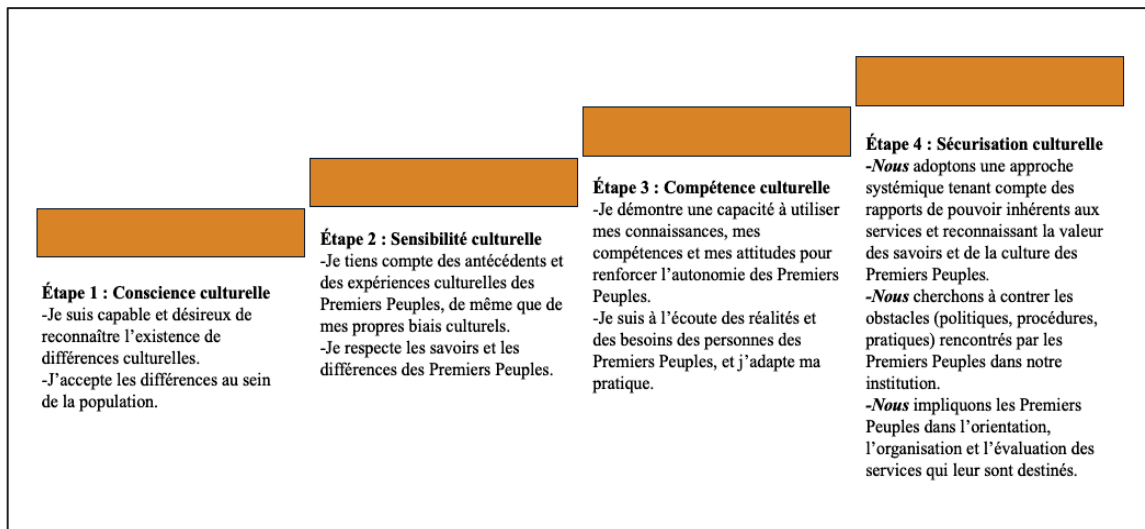 Étape 1 : Conscience culturelle
-Je suis capable et désireux de
reconnaître l’existence de
différences culturelles.
-J’accepte les différences au sein
de la population.
Étape 2 : Sensibilité culturelle
-Je tiens compte des antécédents et
des expériences culturelles des
Premiers Peuples, de même que de
mes propres biais culturels.
-Je respecte les savoirs et les
différences des Premiers Peuples.
Étape 3 : Compétence culturelle
-Je démontre une capacité à utiliser
mes connaissances, mes
compétences et mes attitudes pour
renforcer l’autonomie des Premiers
Peuples.
-Je suis à l’écoute des réalités et
des besoins des personnes des
Premiers Peuples, et j’adapte ma
pratique.
Étape 4 : Sécurisation culturelle
-Nous adoptons une approche
systémique tenant compte des
rapports de pouvoir inhérents aux
services et reconnaissant la valeur
des savoirs et de la culture des
Premiers Peuples.
-Nous cherchons à contrer les
obstacles (politiques, procédures,
pratiques) rencontrés par les
Premiers Peuples dans notre
institution.
-Nous impliquons les Premiers
Peuples dans l’orientation,
l’organisation et l’évaluation des
services qui leur sont destinés.